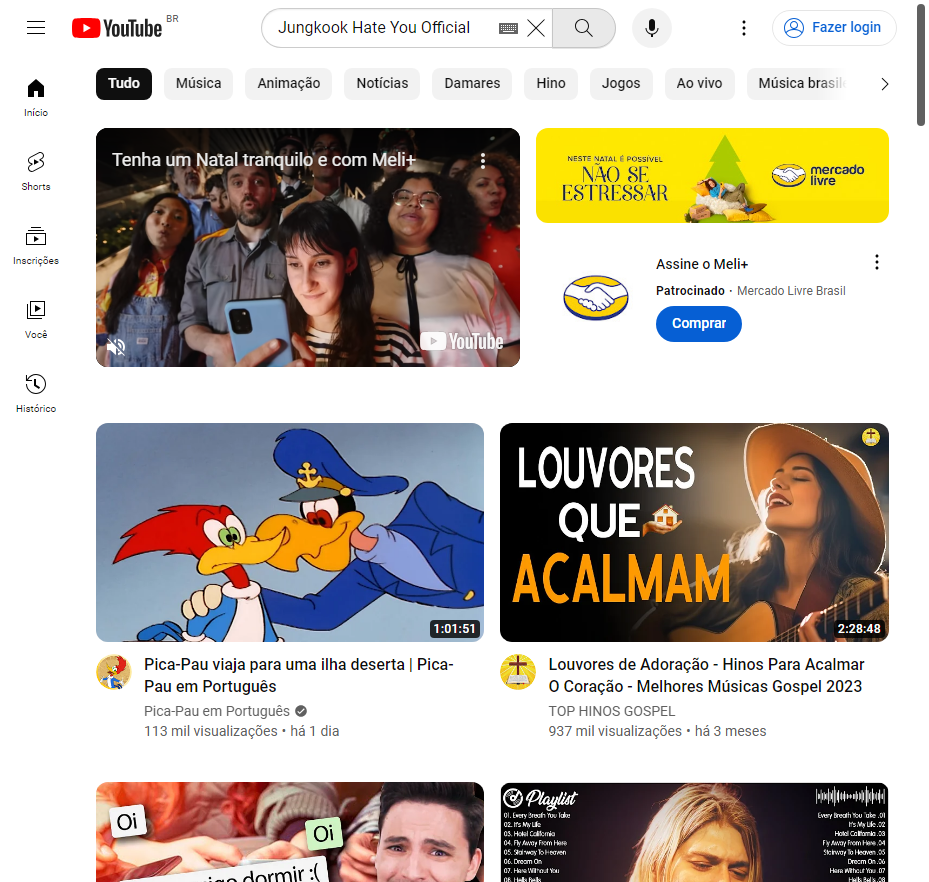 YouTube BR
Jungkook Hate You Official
Fazer login
Tudo
Música
Animação
Notícias
Damares
Hino
Jogos
Ao vivo
Música brasile
Início
Shorts
Inscrições
Você
Histórico
Tenha um Natal tranquilo e com Meli+
YouTube
NESTE NATAL É POSSÍVEL
NÃO SE
ESTRESSAR
mercado
livre
Assine o Meli+
Patrocinado · Mercado Livre Brasil
Comprar
1:01:51
Pica-Pau viaja para uma ilha deserta | Pica-
Pau em Português
Pica-Pau em Português
113 mil visualizações • há 1 dia
LOUVORES
QUE
ACALMAM
2:28:48
Louvores de Adoração - Hinos Para Acalmar
O Coração - Melhores Músicas Gospel 2023
TOP HINOS GOSPEL
937 mil visualizações • há 3 meses
Oi
Oi
igo dormir :(
Playlist
01. Every Breath You Take
02. It's My Life
03. Hotel California
04. Fly Away From Here
05. Stairway To Heaven
06. Dream On
07. Here Without You
08. Hells Bells
Every Breath You Take .01
It's My Life .02
Hotel California .03
Fly Away From Here .04
Stairway To Heaven .05
Dream On .06
Here Without You .07
Hells Bells .08